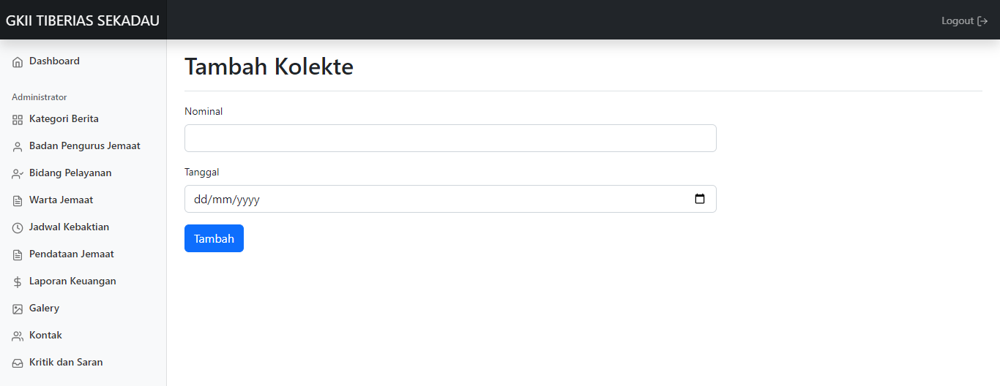 GKII TIBERIAS SEKADAU
Logout
Dashboard
Administrator
Kategori Berita
Badan Pengurus Jemaat
Bidang Pelayanan
Warta Jemaat
Jadwal Kebaktian
Pendataan Jemaat
Laporan Keuangan
Galery
Kontak
Kritik dan Saran
Tambah Kolekte
Nominal
Tanggal
dd/mm/yyyy
Tambah